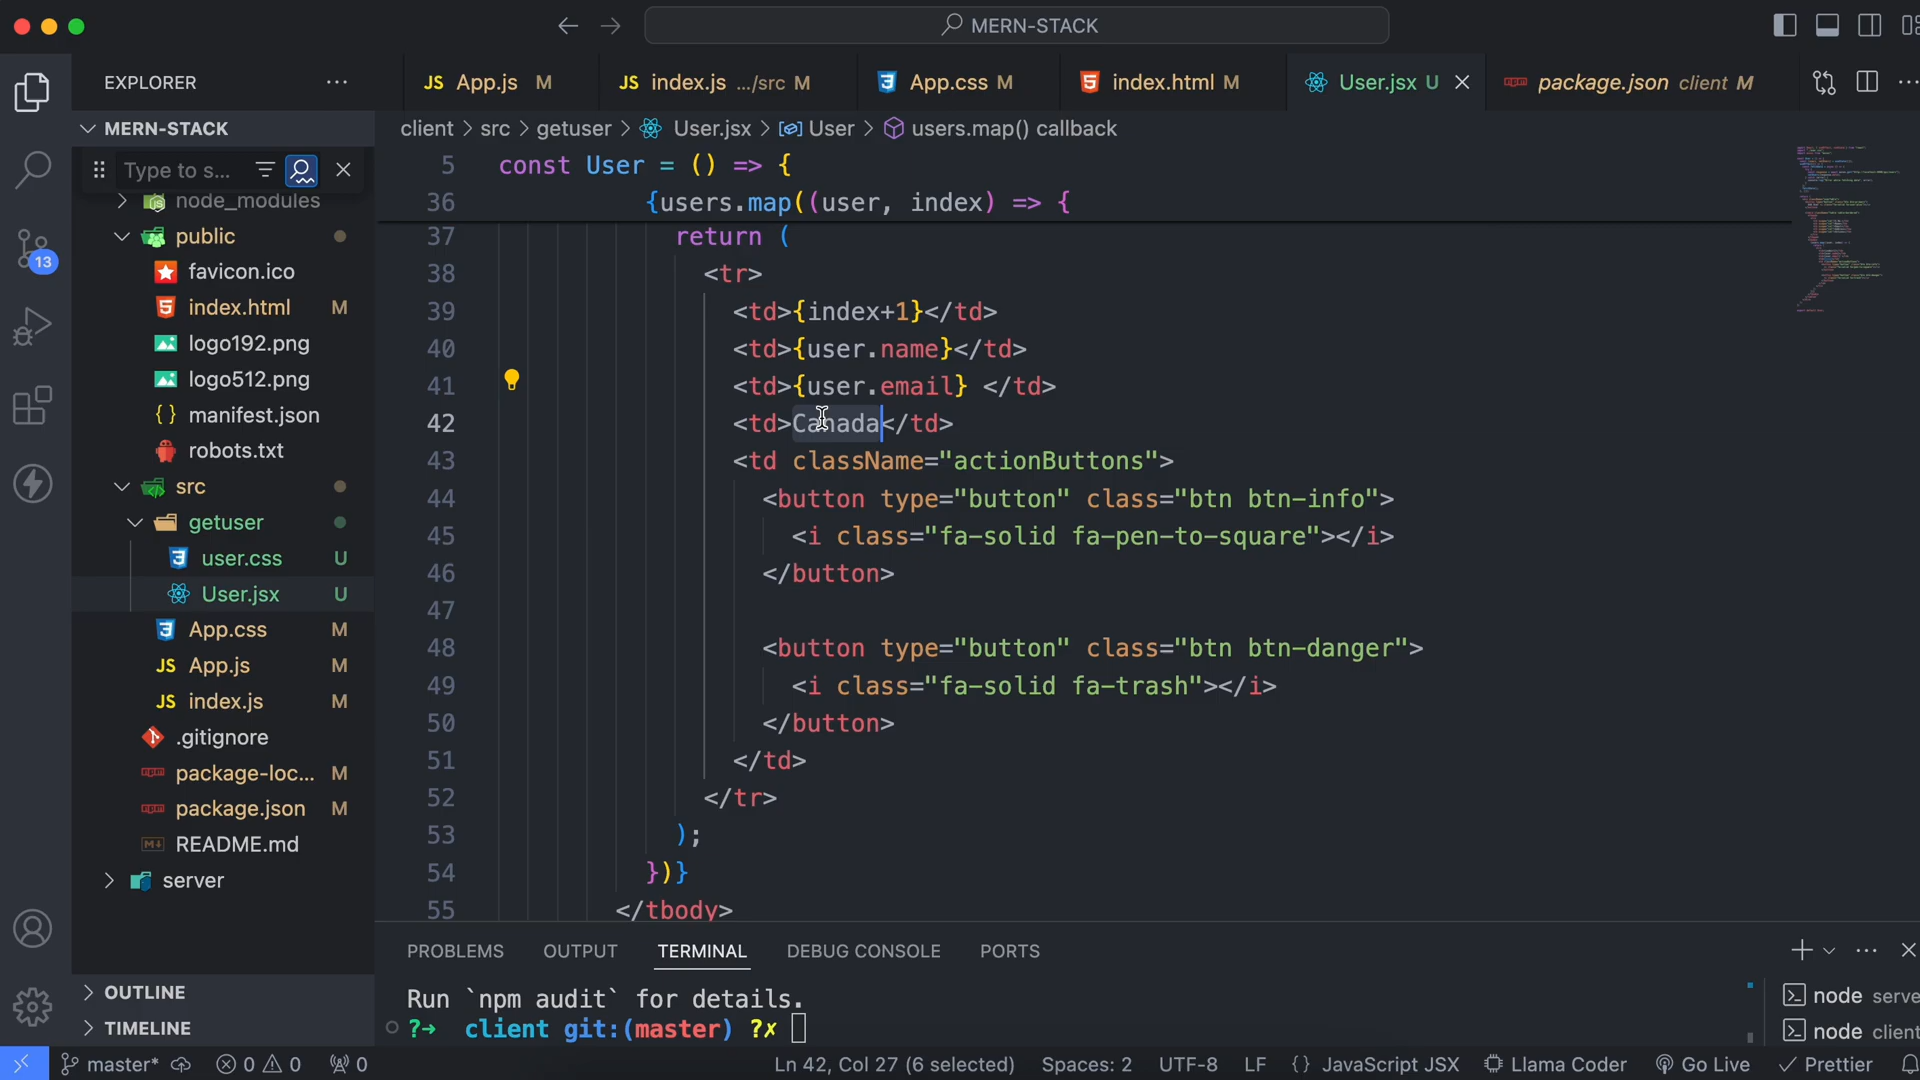 MERN-STACK
EXPLORER
JS App.js M
JS index.js .../src M
App.css M
index.html M
User.jsx U
package.json client M
MERN-STACK
client > src > getuser > User.jsx > User > users.map() callback
Type to s...
node_modules
public
favicon.ico
index.html M
logo192.png
logo512.png
{} manifest.json
robots.txt
src
getuser
user.css U
User.jsx U
App.css M
JS App.js M
JS index.js M
.gitignore
package-loc... M
package.json M
README.md
server
OUTLINE
TIMELINE
13
5 const User = () => {
36 {users.map((user, index) => {
37 return (
38 <tr>
39 <td>{index+1}</td>
40 <td>{user.name}</td>
41 <td>{user.email} </td>
42 <td>Canada</td>
43 <td className="actionButtons">
44 <button type="button" class="btn btn-info">
45 <i class="fa-solid fa-pen-to-square"></i>
46 </button>
47
48 <button type="button" class="btn btn-danger">
49 <i class="fa-solid fa-trash"></i>
50 </button>
51 </td>
52 </tr>
53 );
54 })}
55 </tbody>
PROBLEMS OUTPUT TERMINAL DEBUG CONSOLE PORTS
Run `npm audit` for details.
?→ client git:(master) ?✗
node serve
node client
master* 0 0 0 Ln 42, Col 27 (6 selected) Spaces: 2 UTF-8 LF {} JavaScript JSX Llama Coder Go Live Prettier